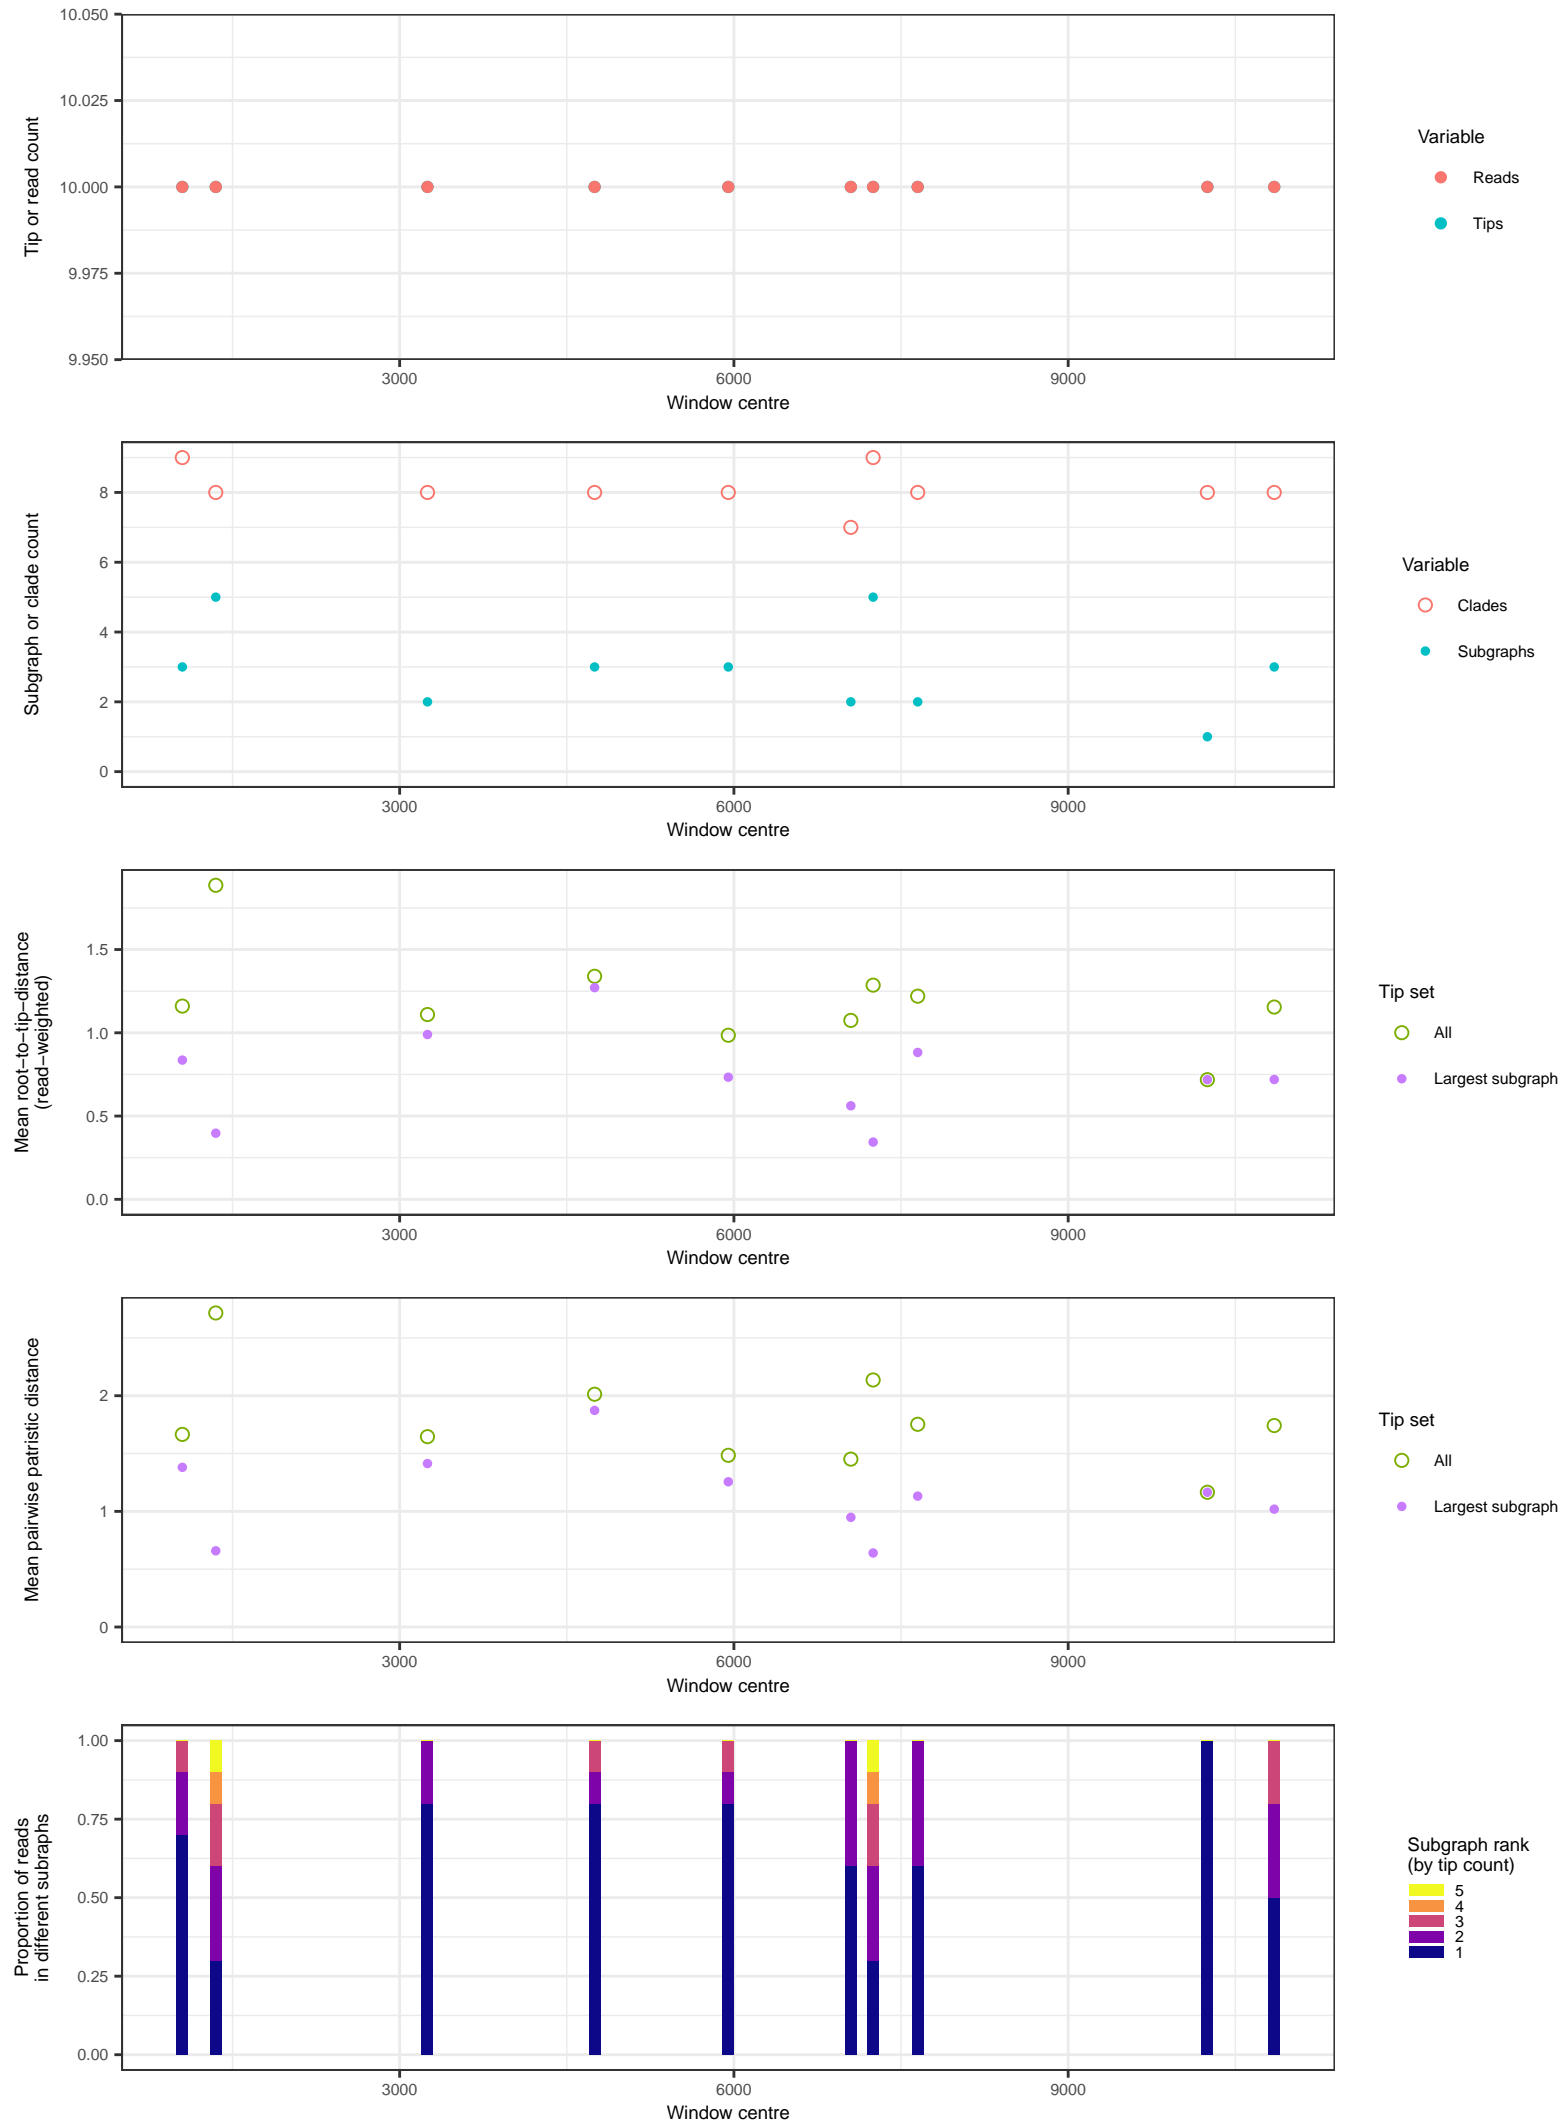 10.050
10.025
10.000
9.975
9.950
Tip or read count
3000 6000 9000
Window centre
Variable
Reads
Tips
8
6
4
2
0
Subgraph or clade count
3000 6000 9000
Window centre
Variable
Clades
Subgraphs
1.5
1.0
0.5
0.0
Mean root−to−tip−distance
(read−weighted)
3000 6000 9000
Window centre
Tip set
All
Largest subgraph
2
1
0
Mean pairwise patristic distance
3000 6000 9000
Window centre
Tip set
All
Largest subgraph
1.00
0.75
0.50
0.25
0.00
Proportion of reads
in different subraphs
3000 6000 9000
Window centre
Subgraph rank
(by tip count)
5
4
3
2
1